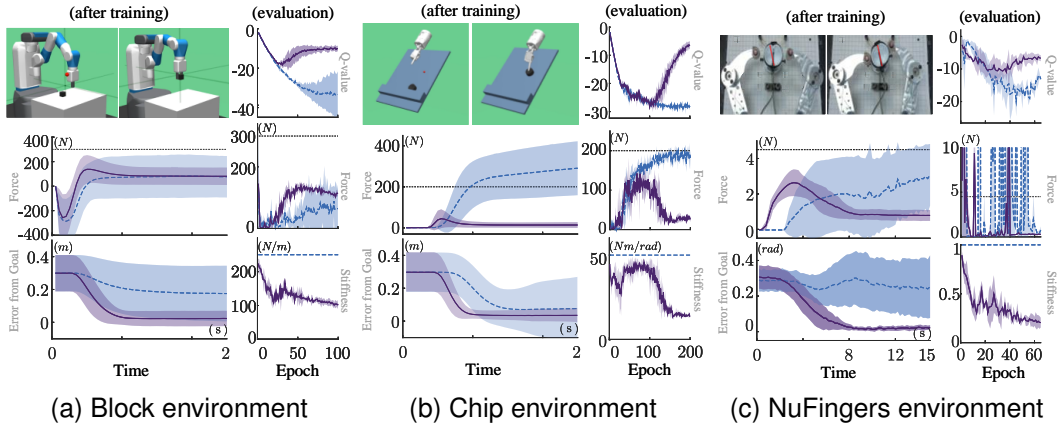 (after training)
(evaluation)
0
-20
-40
Q-value
(N)
400
200
0
-200
-400
Force
(N)
300
200
100
0
Force
(m)
0.4
0.2
0
Error from Goal
(s)
0
2
Time
(N/m)
200
100
0
Stiffness
0
50
100
Epoch
(a) Block environment
(after training)
(evaluation)
0
-10
-20
-30
Q-value
(N)
400
200
0
Force
(N)
200
100
0
Force
(m)
0.4
0.2
0
Error from Goal
(s)
0
2
Time
(Nm/rad)
50
0
Stiffness
0
100
200
Epoch
(b) Chip environment
(after training)
(evaluation)
0
-10
-20
Q-value
(N)
4
2
0
Force
(N)
10
5
0
Force
(rad)
0.4
0.2
0
Error from Goal
(s)
0
8
12
15
Time
1
0.5
0
Stiffness
0
20
40
60
Epoch
(c) NuFingers environment